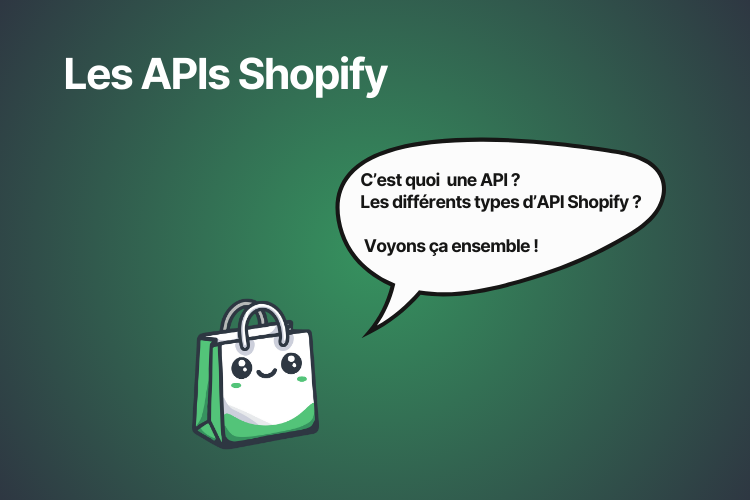 Les APIs Shopify
C'est quoi  une API ?
Les différents types d'API Shopify ?
Voyons ça ensemble !